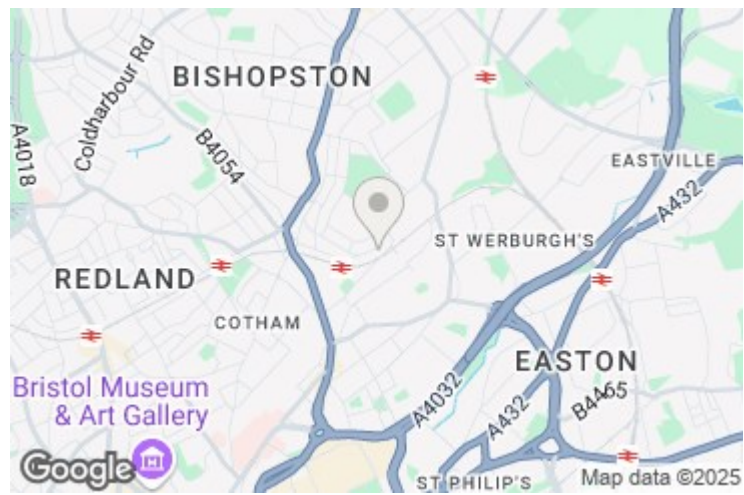 Coldharbour Rd
BISHOPSTON
A4018
B4054
EASTVILLE
A432
ST WERBURGH'S
REDLAND
COTHAM
EASTON
A4032
Bristol Museum
& Art Gallery
A432
B4465
Google
ST PHILIP'S
Map data ©2025